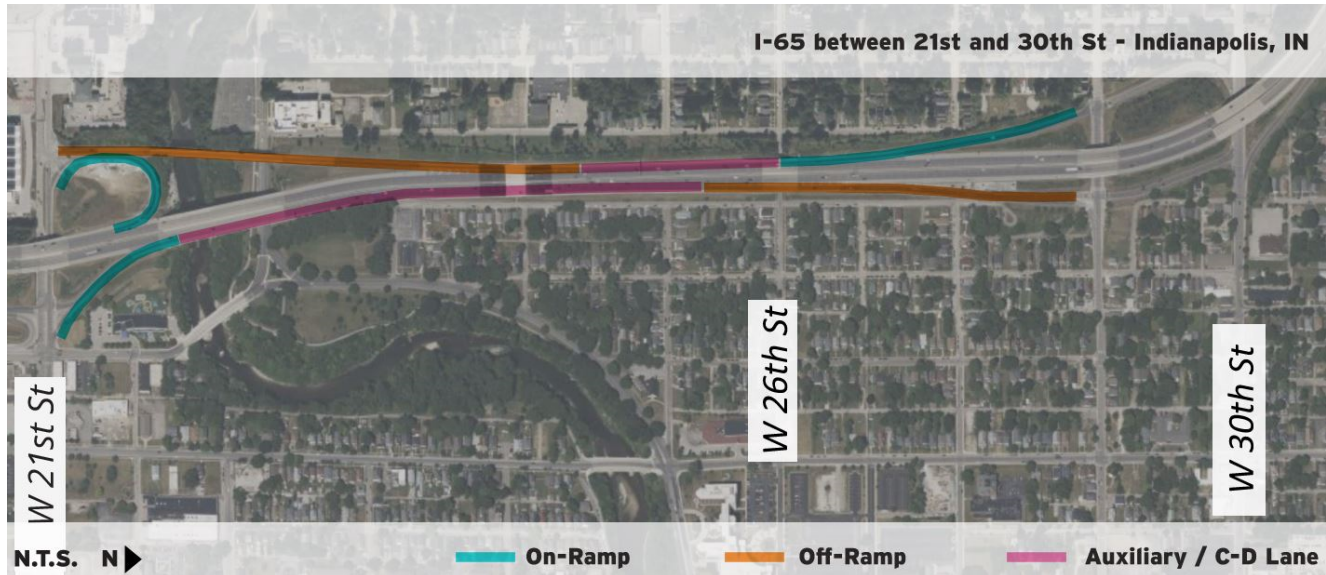 I-65 between 21st and 30th St - Indianapolis, IN
W 21st St
W 26th St
W 30th St
N.T.S. N
On-Ramp
Off-Ramp
Auxiliary / C-D Lane